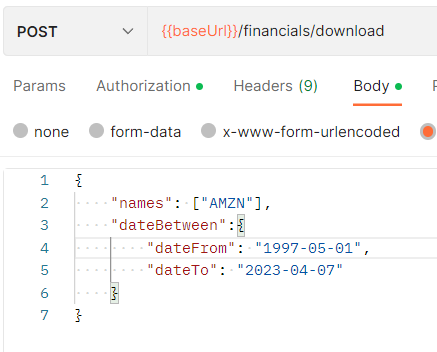 POST {{baseUrl}}/financials/download
Params Authorization Headers (9) Body
none form-data x-www-form-urlencoded
1 {
2 "names": ["AMZN"],
3 "dateBetween":{
4 "dateFrom": "1997-05-01",
5 "dateTo": "2023-04-07"
6 }
7 }